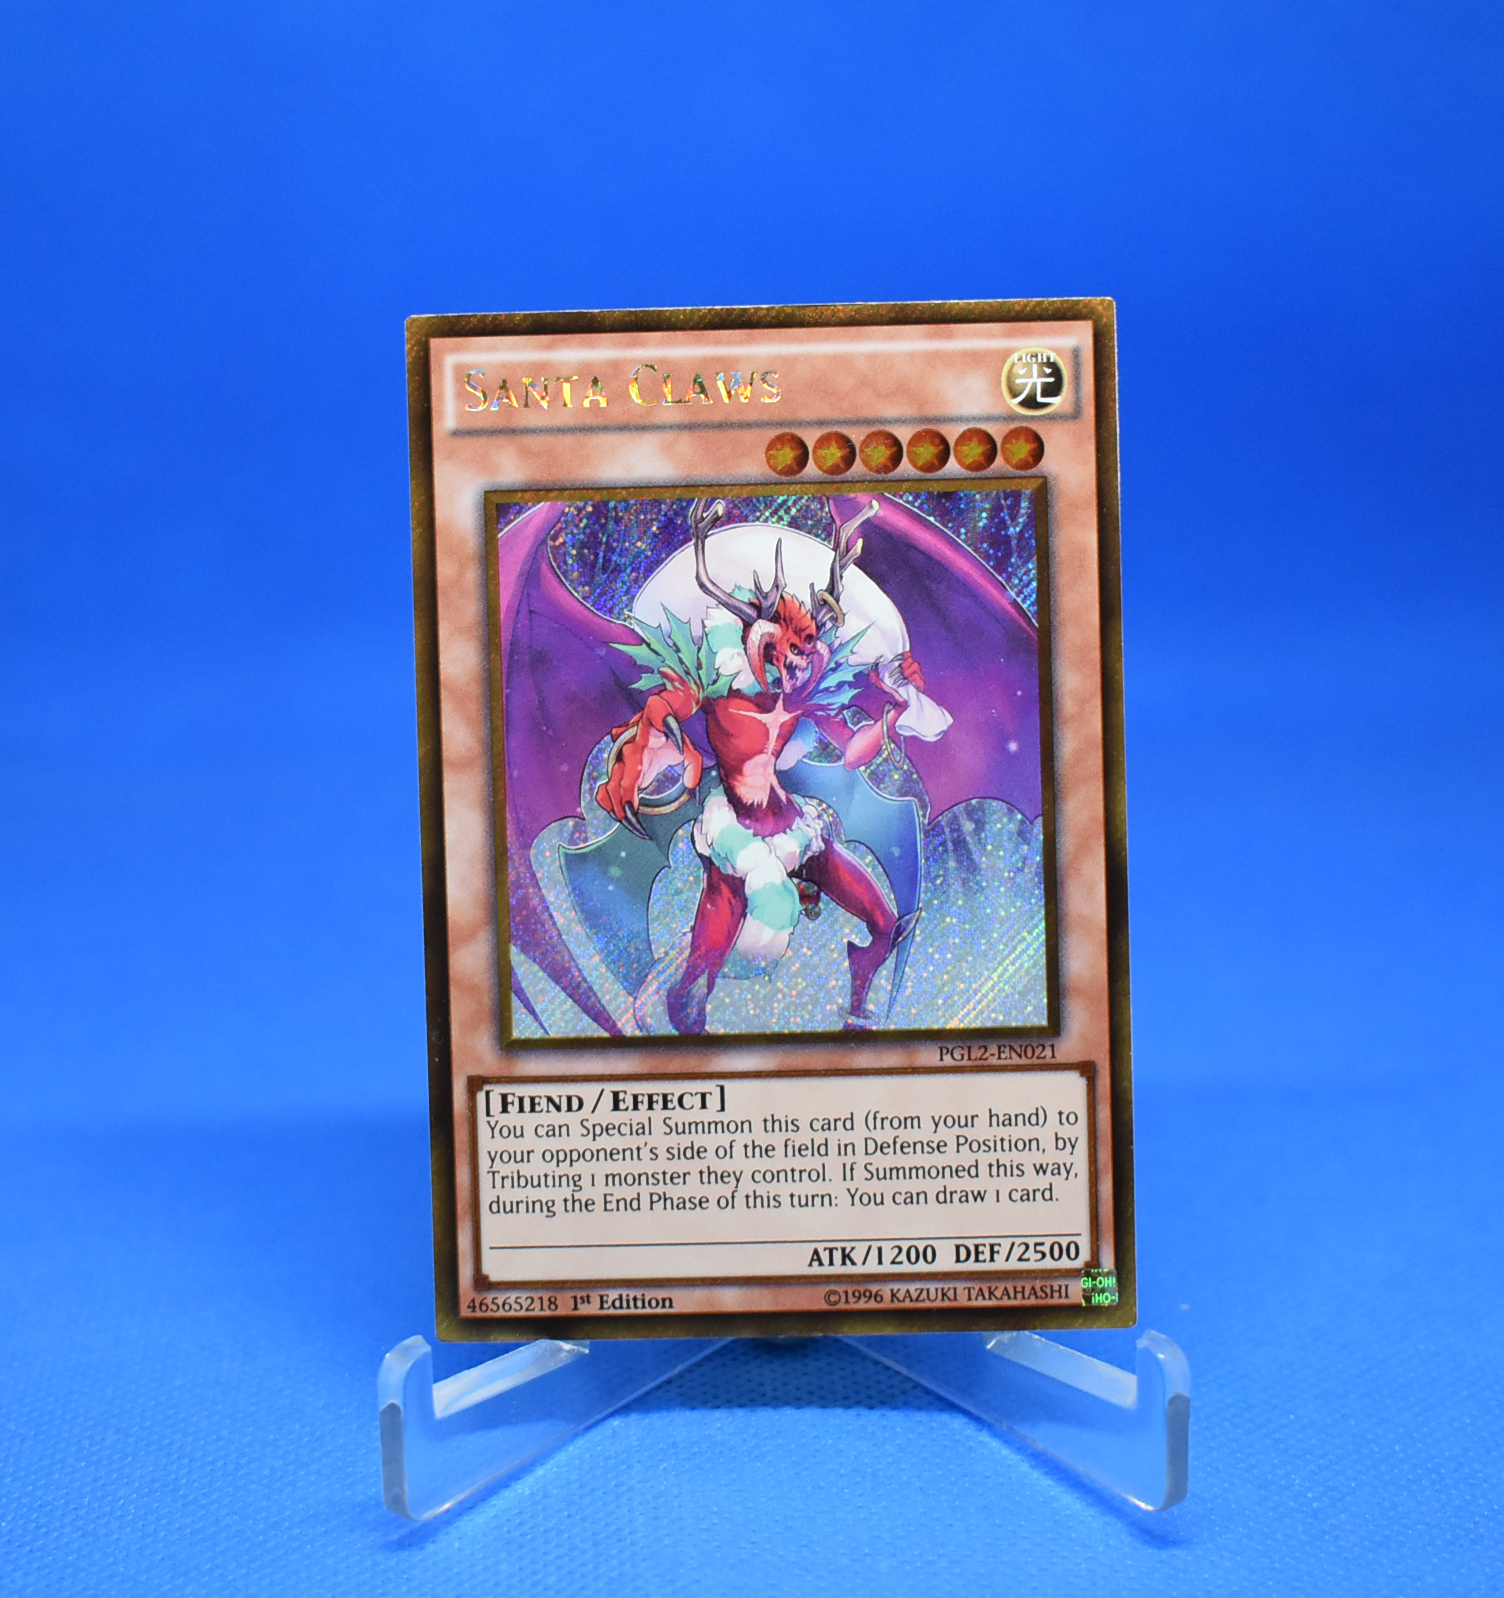 SANTA CLAWS
LIGHT
光
PGL2-EN021
[FIEND/EFFECT]
You can Special Summon this card (from your hand) to
your opponent's side of the field in Defense Position, by
Tributing 1 monster they control. If Summoned this way,
during the End Phase of this turn: You can draw 1 card.
ATK/1200 DEF/2500
46565218 1st Edition
©1996 KAZUKI TAKAHASHI
GI-OH!